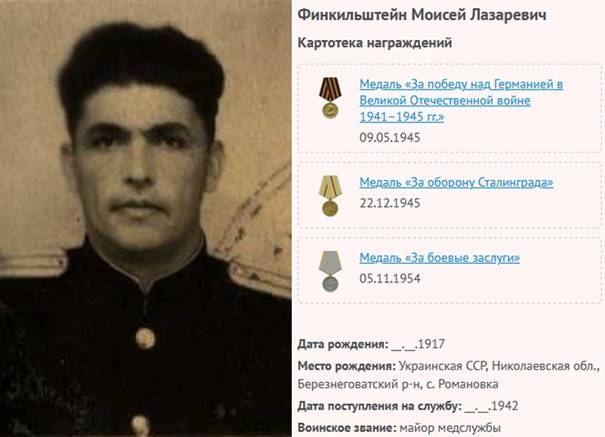 Финкильштейн Моисей Лазаревич
Картотека награждений
Медаль «За победу над Германией в
Великой Отечественной войне
1941–1945 гг.»
09.05.1945
Медаль «За оборону Сталинграда»
22.12.1945
Медаль «За боевые заслуги»
05.11.1954
Дата рождения: __.__.1917
Место рождения: Украинская ССР, Николаевская обл.,
Березнеговатский р-н, с. Романовка
Дата поступления на службу: __.__.1942
Воинское звание: майор медслужбы